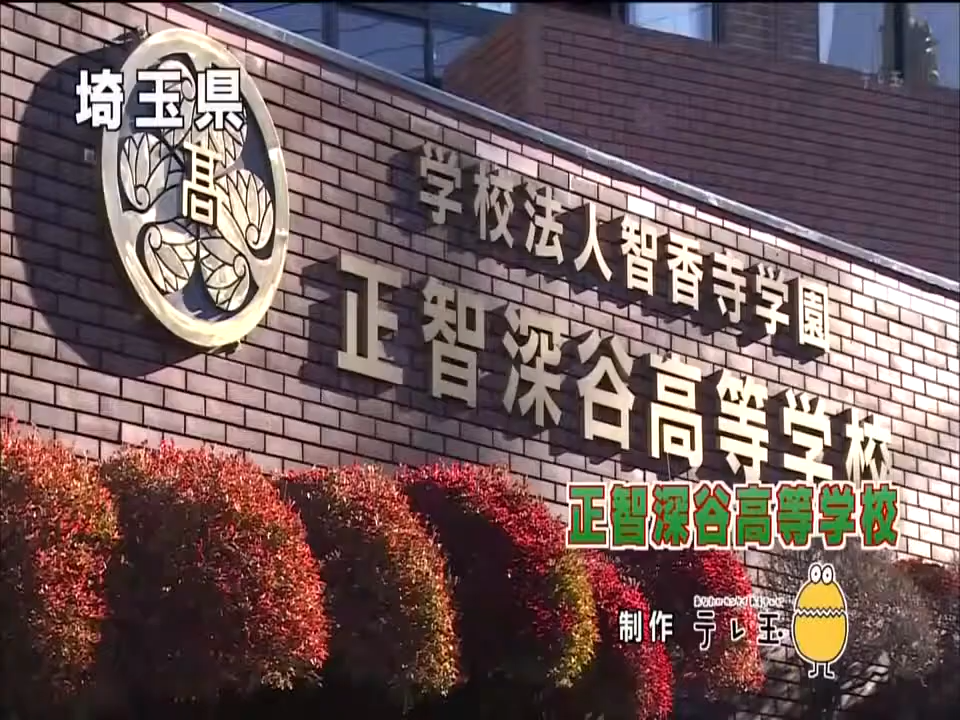 埼玉県
高
学校法人智香寺学園
正智深谷高等学校
正智深谷高等学校
制作 テレ玉